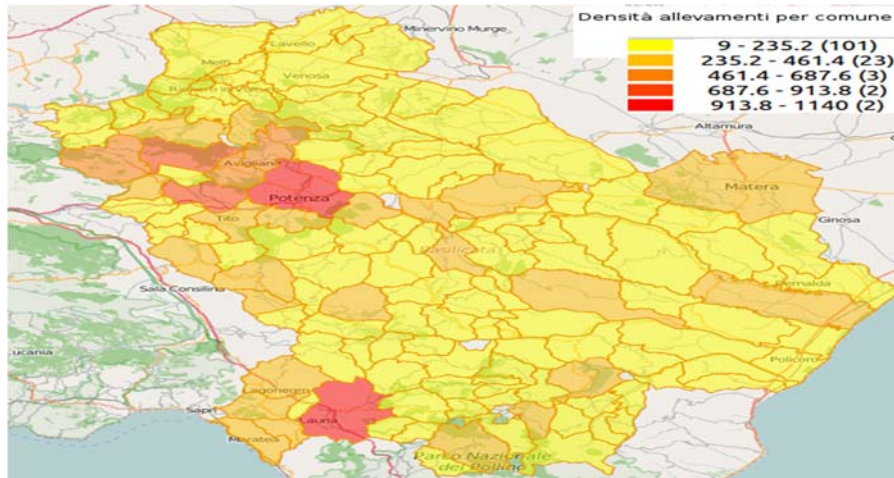 Densità allevamenti per comune
9 - 235.2 (101)
235.2 - 461.4 (23)
461.4 - 687.6 (3)
687.6 - 913.8 (2)
913.8 - 1140 (2)
Minervino Murge
Lavello
Melfi
Venosa
Altamura
Avigliano
Matera
Potenza
Ginosa
Tito
Basilicata
Sala Consilina
Bernalda
Lucania
Policoro
Lagonegro
Sapri
Lauria
Maratea
Parco Nazionale
del Pollino